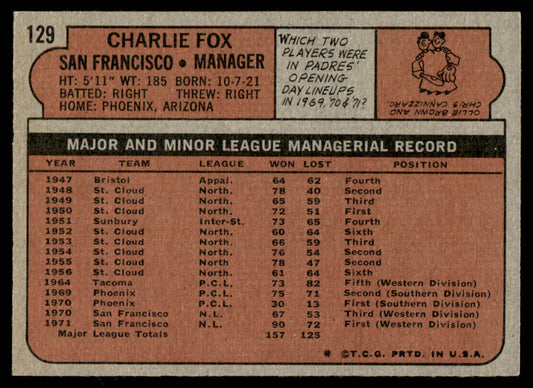 129
CHARLIE FOX
SAN FRANCISCO • MANAGER
HT: 5'11" WT: 185 BORN: 10-7-21
BATTED: RIGHT THREW: RIGHT
HOME: PHOENIX, ARIZONA
WHICH TWO
PLAYERS WERE
IN PADRES'
OPENING
DAY LINEUPS
IN 1969, '70 & '71?
OLLIE BROWN AND
CHRIS CANNIZZARO.
MAJOR AND MINOR LEAGUE MANAGERIAL RECORD
YEAR TEAM LEAGUE WON LOST POSITION
1947 Bristol Appal. 64 62 Fourth
1948 St. Cloud North. 78 40 Second
1949 St. Cloud North. 65 59 Third
1950 St. Cloud North. 72 51 First
1951 Sunbury Inter-St. 73 65 Fourth
1952 St. Cloud North. 60 64 Sixth
1953 St. Cloud North. 66 59 Third
1954 St. Cloud North. 76 54 Second
1955 St. Cloud North. 78 47 Second
1956 St. Cloud North. 61 64 Sixth
1964 Tacoma P.C.L. 73 82 Fifth (Western Division)
1969 Phoenix P.C.L. 75 71 Second (Southern Division)
1970 Phoenix P.C.L. 30 13 First (Southern Division)
1970 San Francisco N.L. 67 53 Third (Western Division)
1971 San Francisco N.L. 90 72 First (Western Division)
Major League Totals 157 125
* ©T.C.G. PRTD. IN U.S.A.